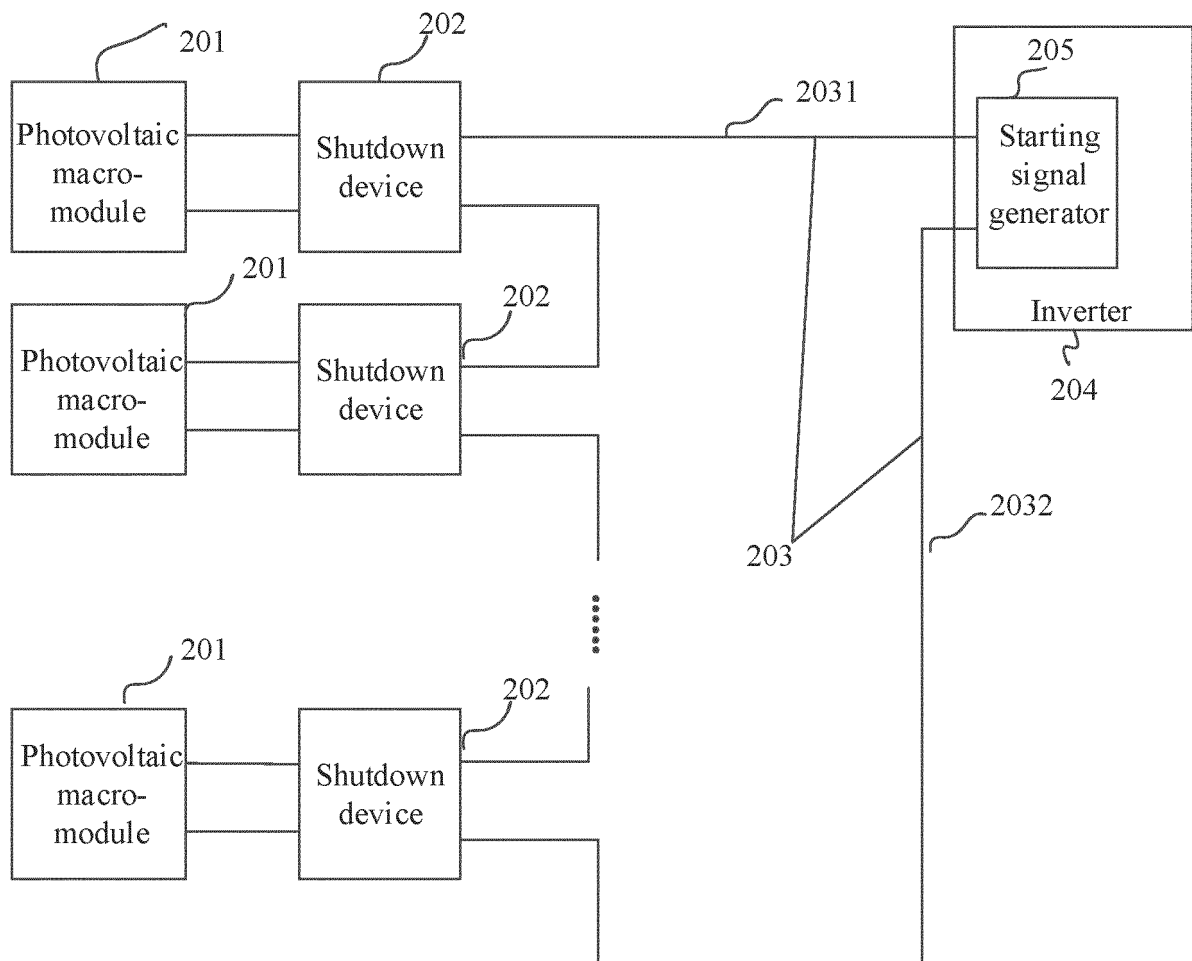 201
202
205
2031
Photovoltaic
macro-
module
Shutdown
device
Starting
signal
generator
Inverter
204
201
202
Photovoltaic
macro-
module
Shutdown
device
2032
203
201
202
Photovoltaic
macro-
module
Shutdown
device